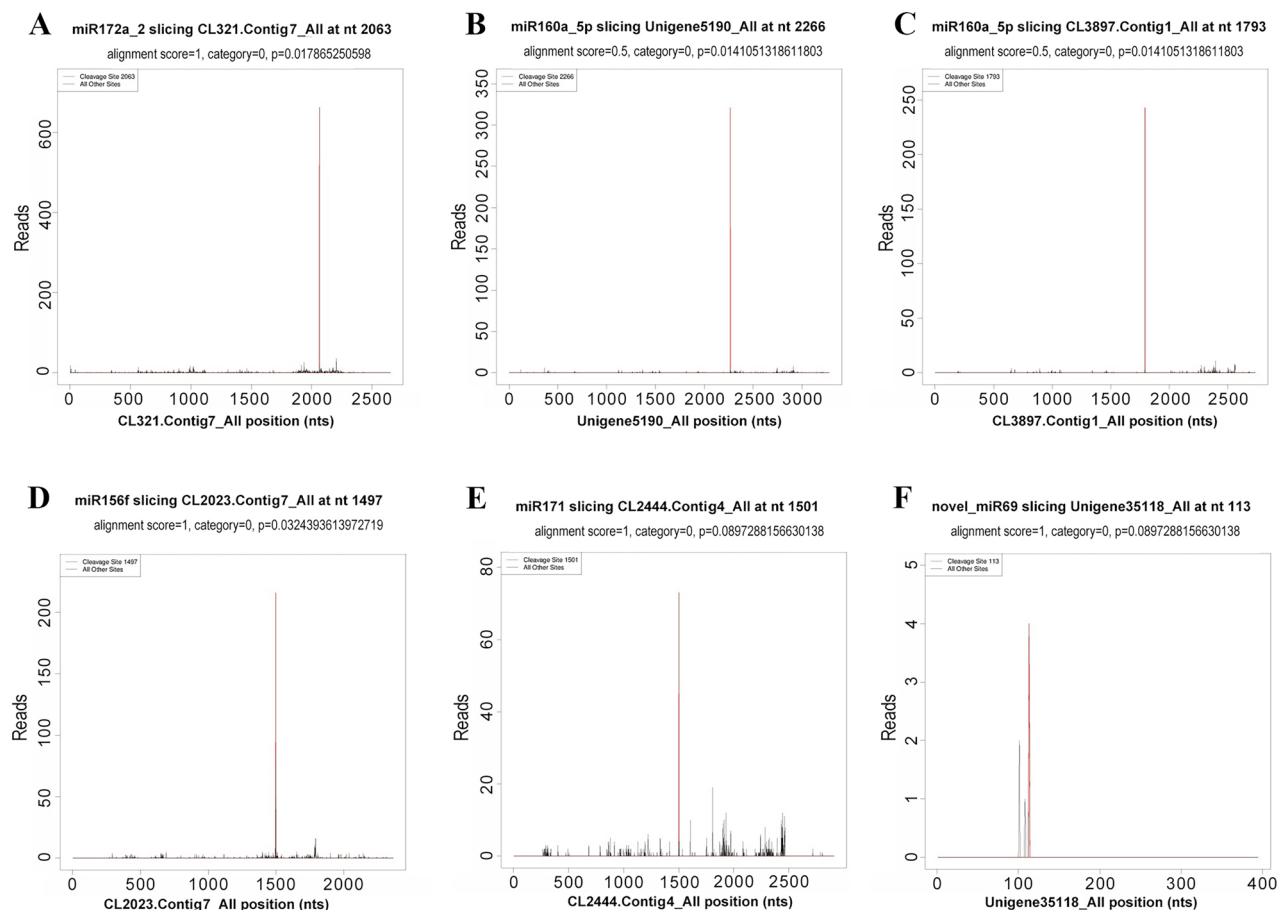 A
miR172a_2 slicing CL321.Contig7_All at nt 2063
alignment score=1, category=0, p=0.017865250598
Cleavage Site 2063
All Other Sites
Reads
600
400
200
0
0 500 1000 1500 2000 2500
CL321.Contig7_All position (nts)
B
miR160a_5p slicing Unigene5190_All at nt 2266
alignment score=0.5, category=0, p=0.0141051318611803
Cleavage Site 2266
All Other Sites
Reads
350
300
250
200
150
100
50
0
0 500 1000 1500 2000 2500 3000
Unigene5190_All position (nts)
C
miR160a_5p slicing CL3897.Contig1_All at nt 1793
alignment score=0.5, category=0, p=0.0141051318611803
Cleavage Site 1793
All Other Sites
Reads
250
200
150
100
50
0
0 500 1000 1500 2000 2500
CL3897.Contig1_All position (nts)
D
miR156f slicing CL2023.Contig7_All at nt 1497
alignment score=1, category=0, p=0.0324393613972719
Cleavage Site 1497
All Other Sites
Reads
200
150
100
50
0
0 500 1000 1500 2000
CL2023.Contig7_All position (nts)
E
miR171 slicing CL2444.Contig4_All at nt 1501
alignment score=1, category=0, p=0.0897288156630138
Cleavage Site 1501
All Other Sites
Reads
80
60
40
20
0
0 500 1000 1500 2000 2500
CL2444.Contig4_All position (nts)
F
novel_miR69 slicing Unigene35118_All at nt 113
alignment score=1, category=0, p=0.0897288156630138
Cleavage Site 113
All Other Sites
Reads
5
4
3
2
1
0
0 100 200 300 400
Unigene35118_All position (nts)